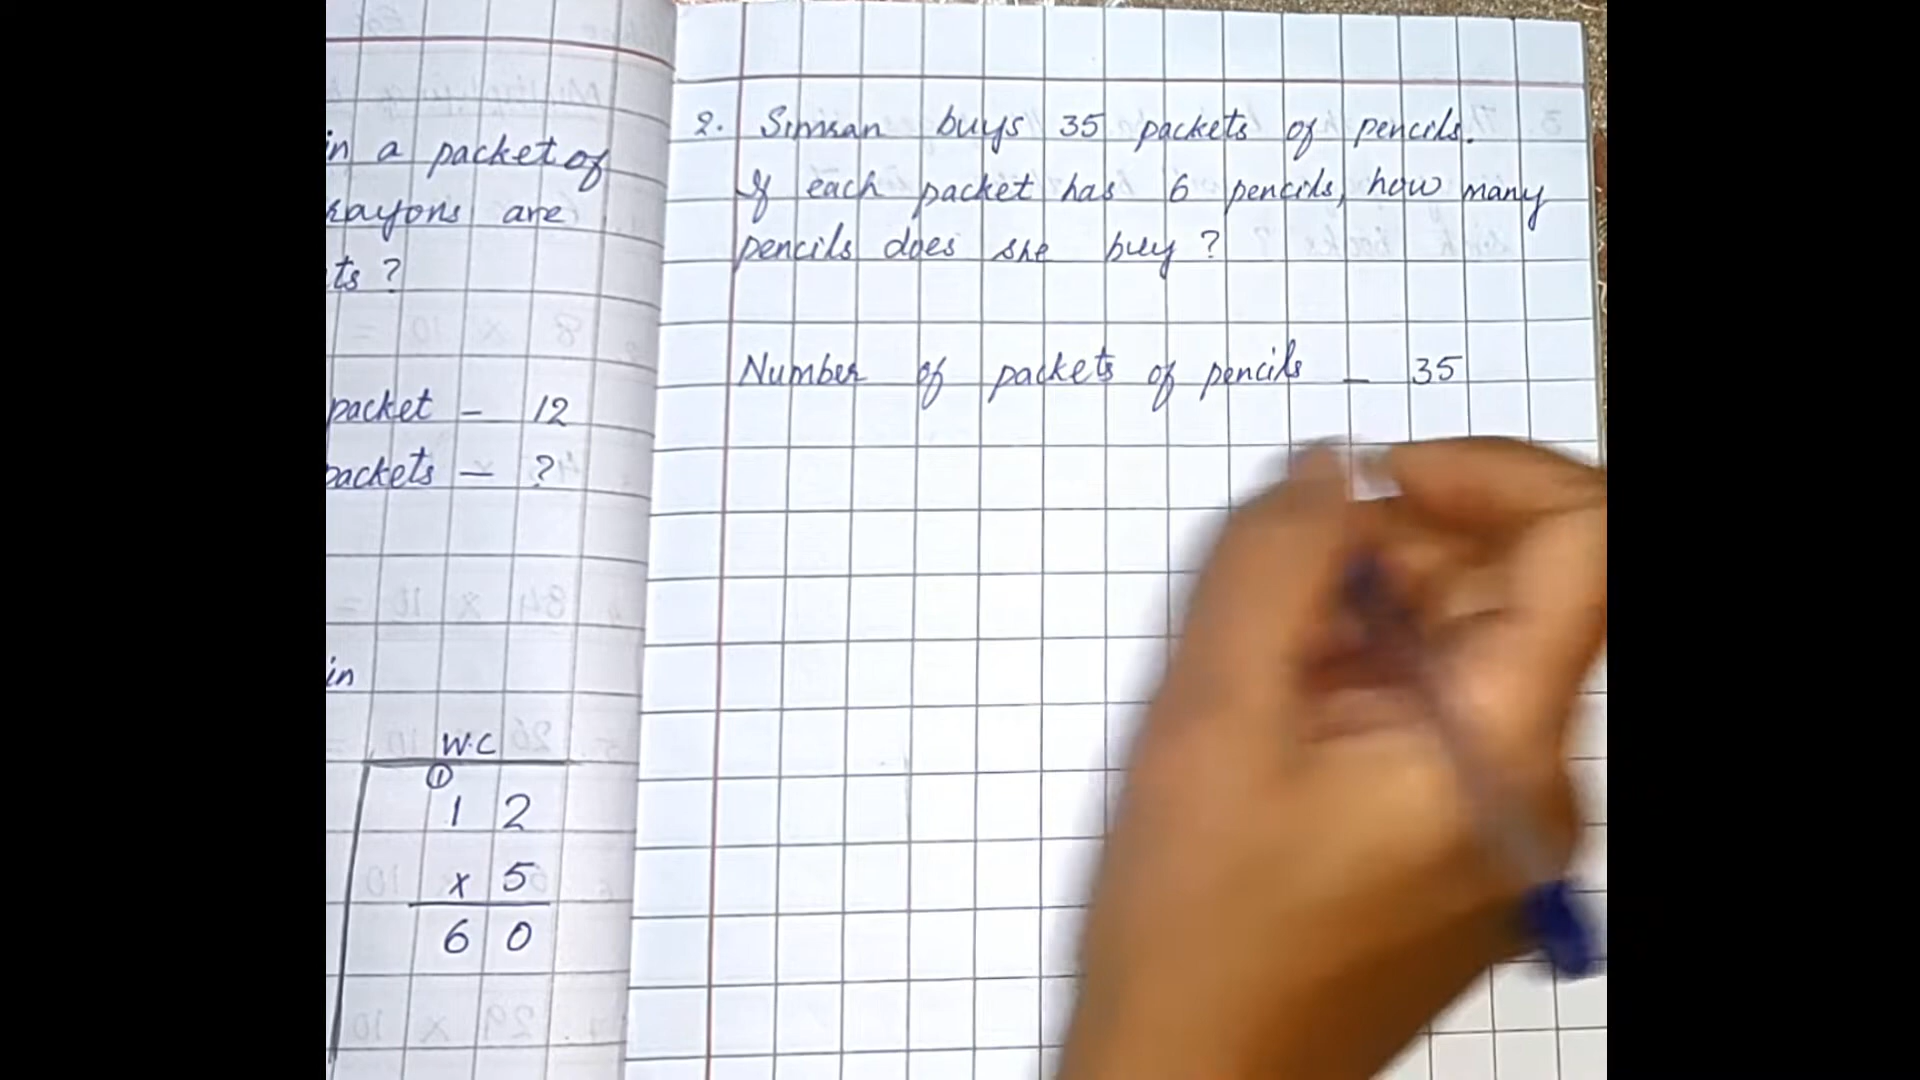 in a packet of
rayons are
ts ?
packet - 12
packets - ?
in
W.C
1
1 2
x 5
6 0
2. Simran buys 35 packets of pencils.
If each packet has 6 pencils, how many
pencils does she buy ?
Number of packets of pencils - 35